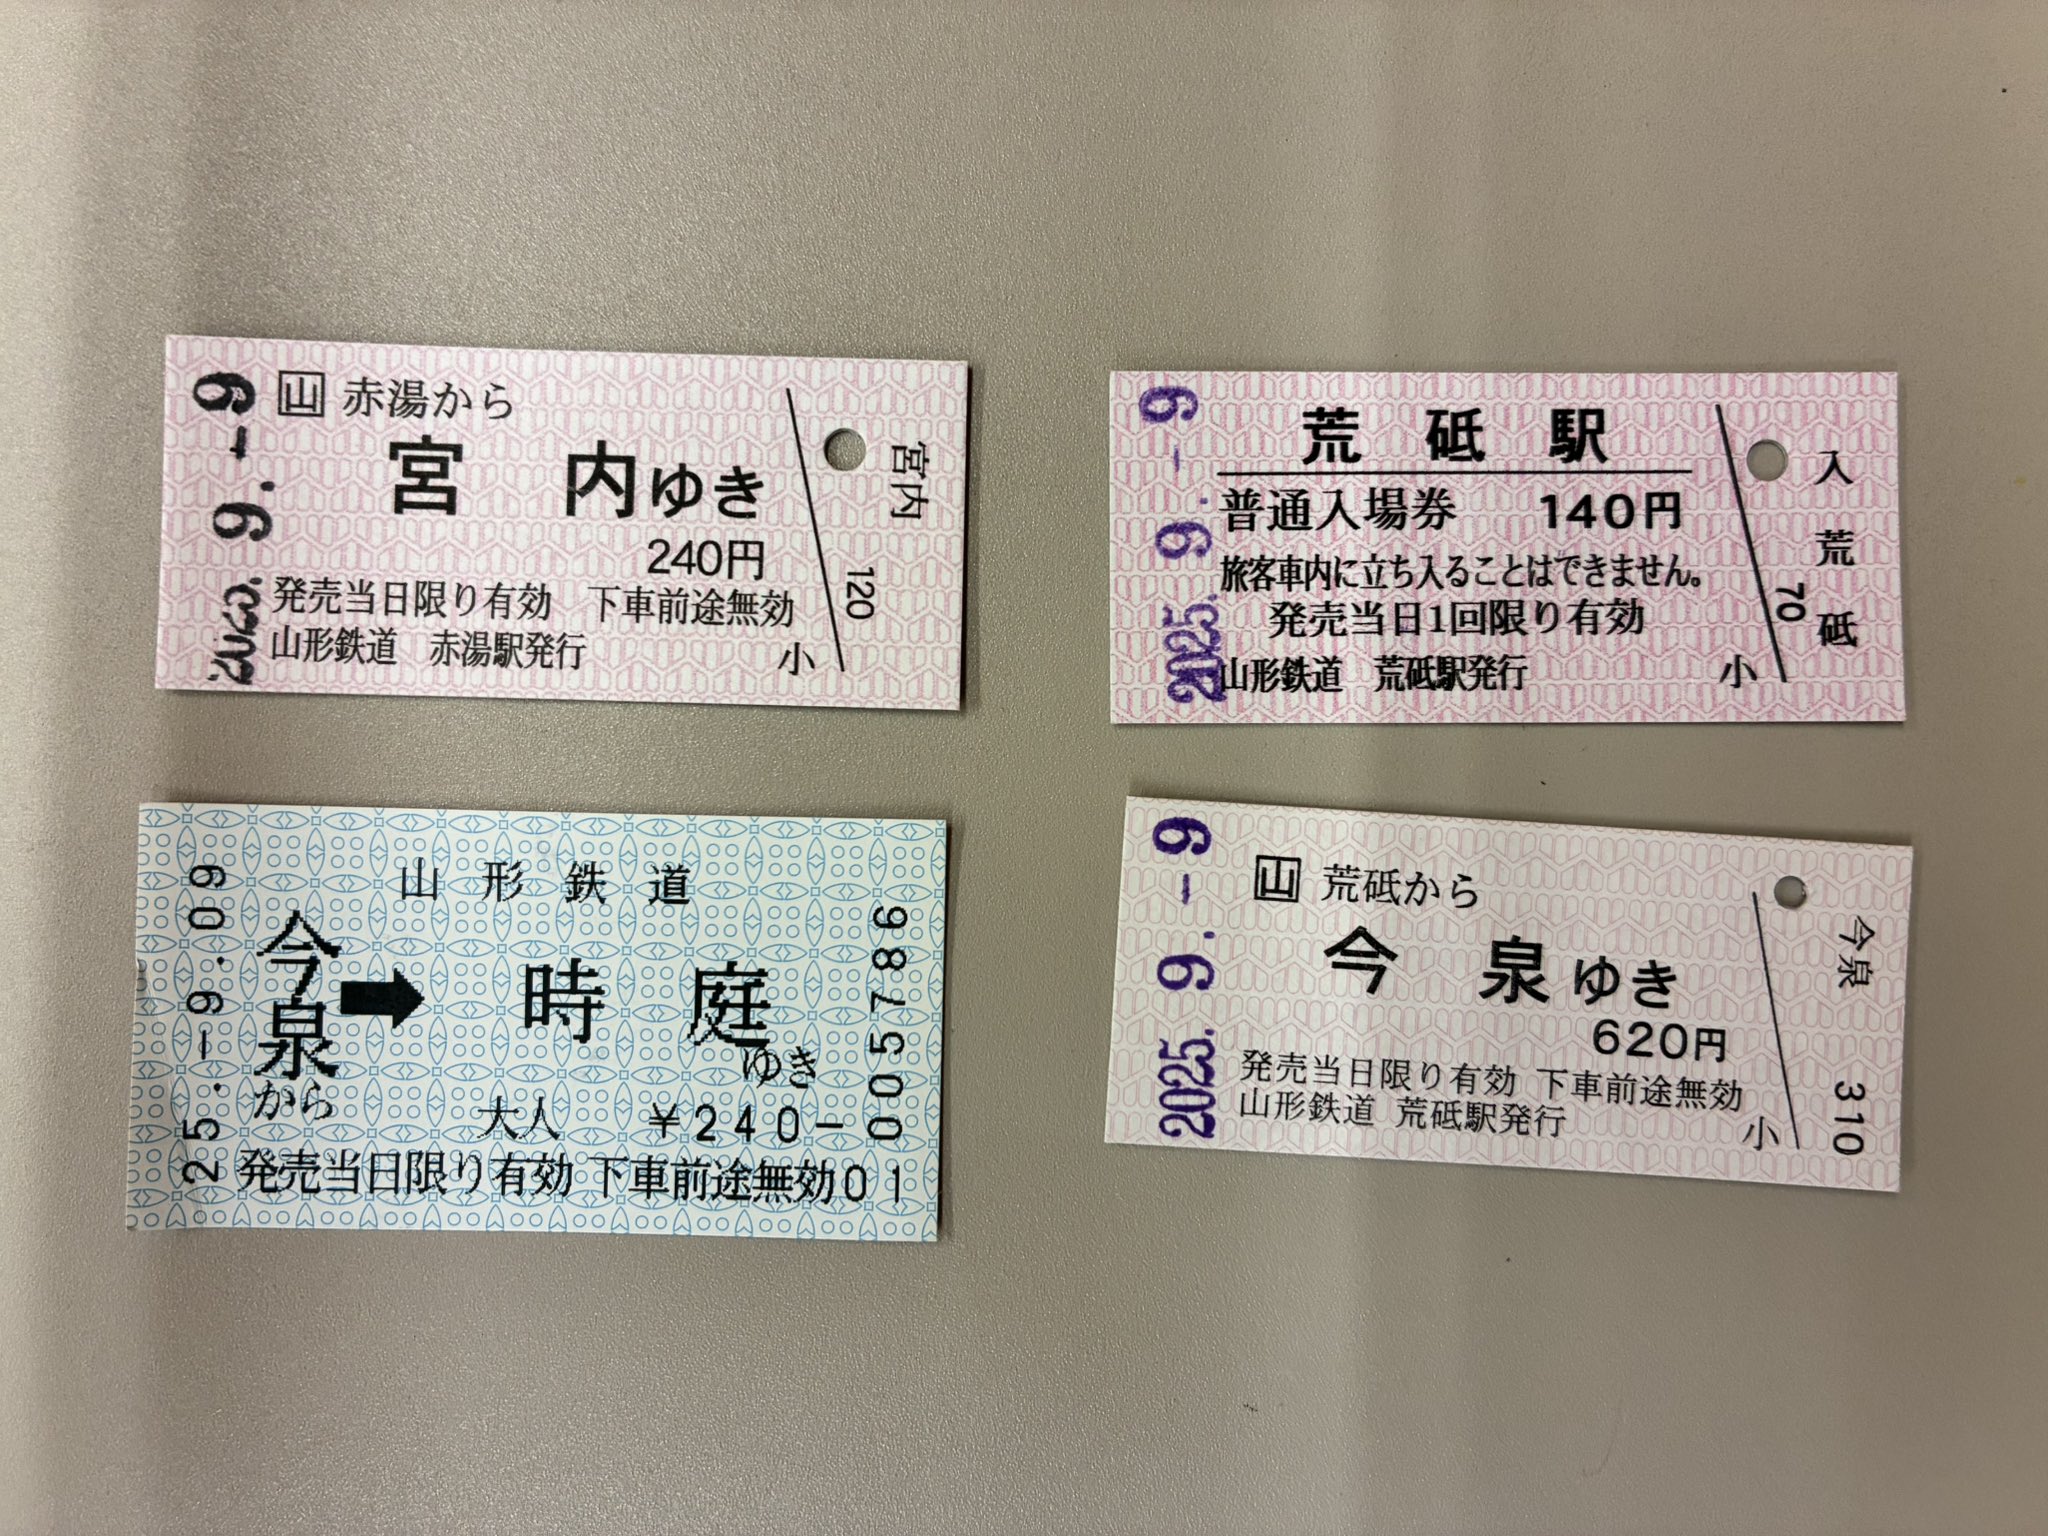 山 赤湯から
宮内ゆき
240円
発売当日限り有効 下車前途無効
山形鉄道 赤湯駅発行
小
宮内
120
9.-9
荒砥駅
普通入場券 140円
旅客車内に立ち入ることはできません。
発売当日1回限り有効
山形鉄道 荒砥駅発行
小
入荒砥
70
2025. 9. -9
山形鉄道
今泉から
➡
時庭ゆき
大人 ¥240-
発売当日限り有効 下車前途無効 01
25.-9.09
005786
山 荒砥から
今泉ゆき
620円
発売当日限り有効 下車前途無効
山形鉄道 荒砥駅発行
小
今泉
310
2025. 9. -9